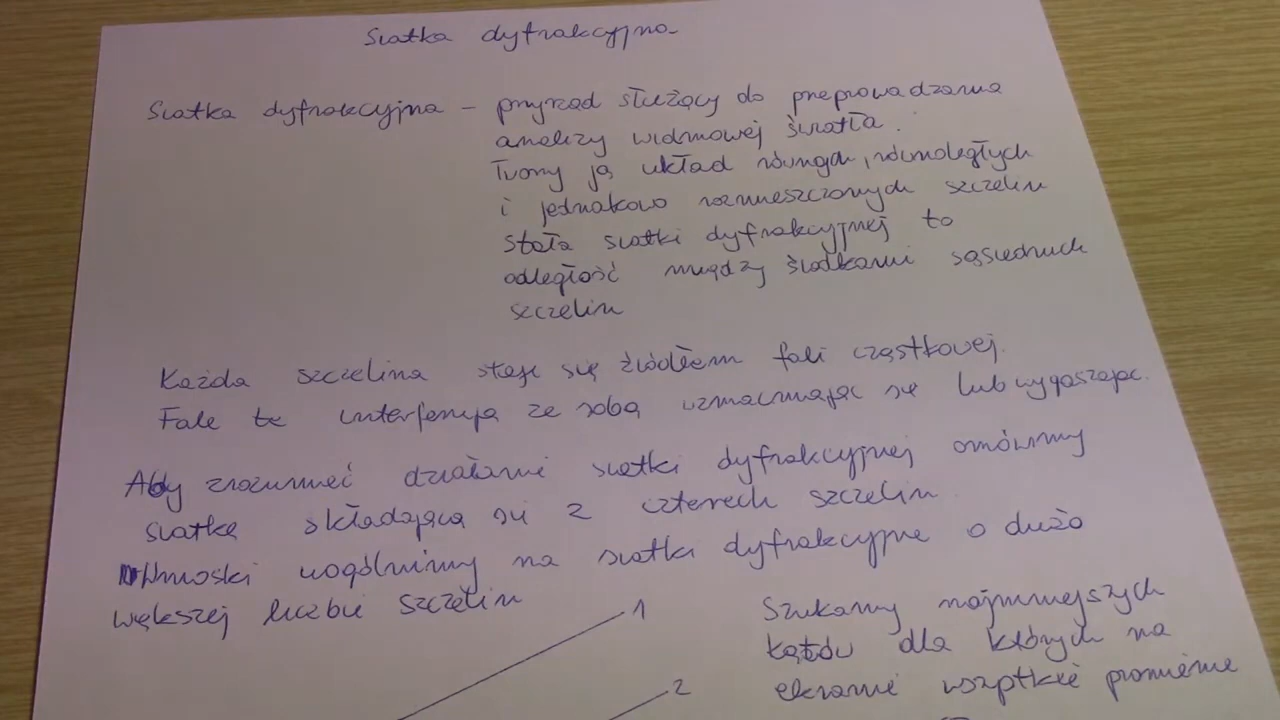 Siatka dyfrakcyjna
Siatka dyfrakcyjna – przyrząd służący do przeprowadzania
analizy widmowej światła.
Tworzy ją układ równych, równoległych
i jednakowo rozmieszczonych szczelin
stała siatki dyfrakcyjnej to
odległość między środkami sąsiednich
szczelin
Każda szczelina staje się źródłem fali cząstkowej.
Fale te interferują ze sobą wzmacniając się lub wygaszając.
Aby zrozumieć działanie siatki dyfrakcyjnej omówimy
siatkę składającą się z czterech szczelin
Wnioski uogólnimy na siatki dyfrakcyjne o dużo
większej liczbie szczelin
1
Szukamy najmniejszych
kątów dla których na
2
ekranie wszystkie promienie